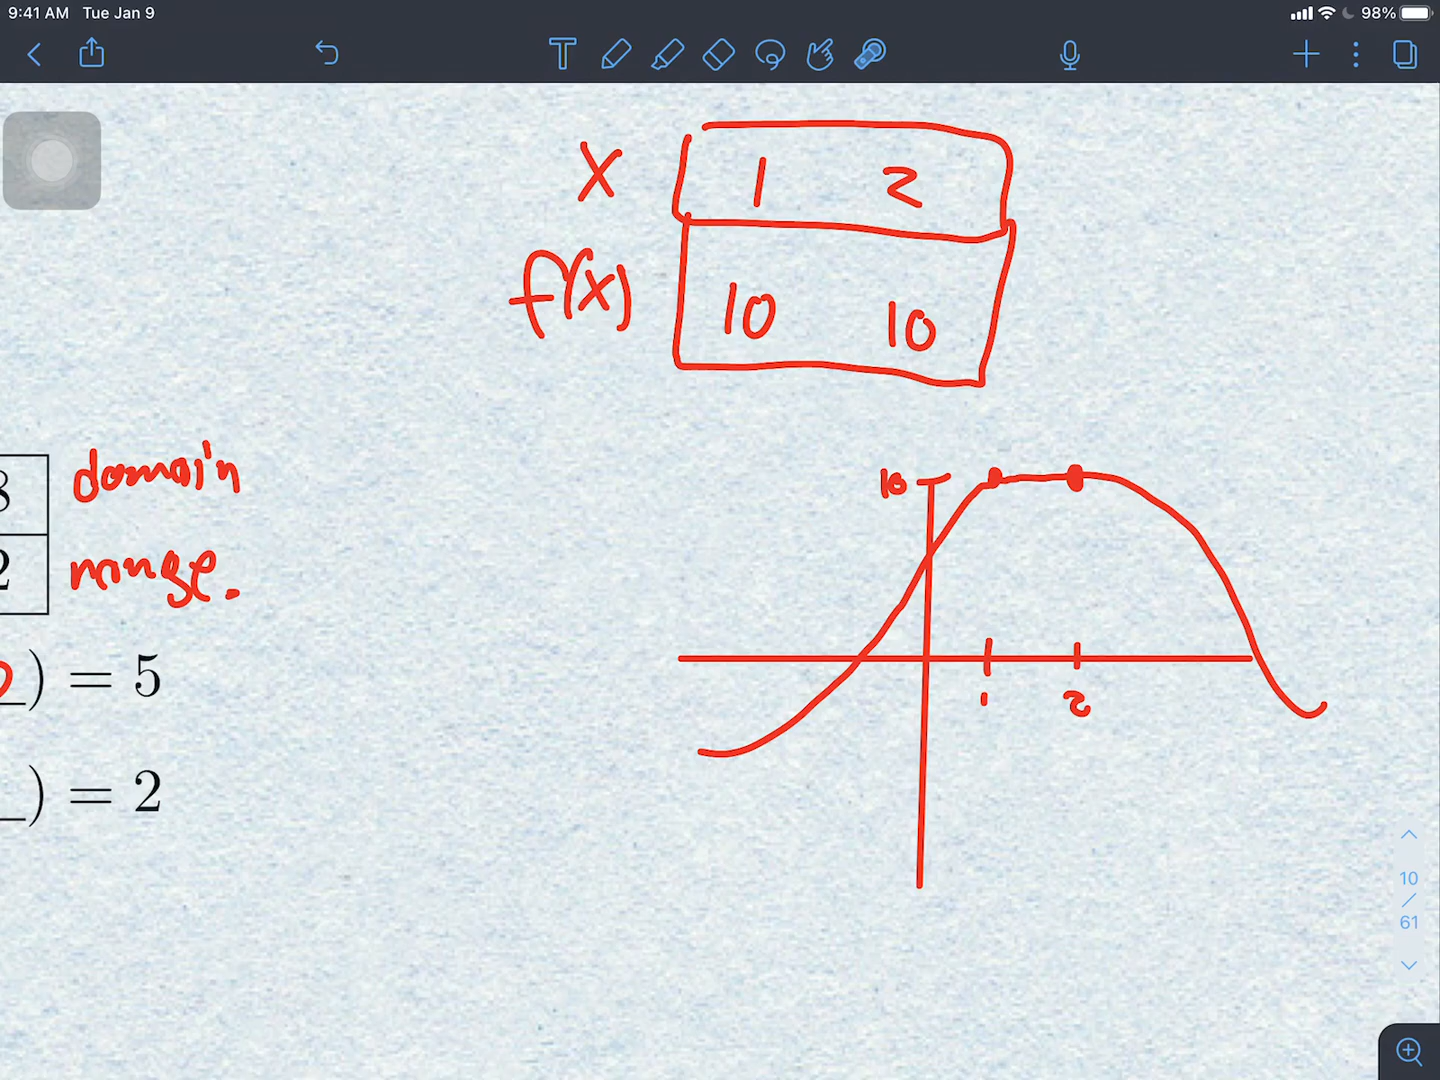 9:41 AM Tue Jan 9
98%
T
x 1 2
f(x) 10 10
3 domain
2 range.
10
) = 5
1 2
_) = 2
10
/
61